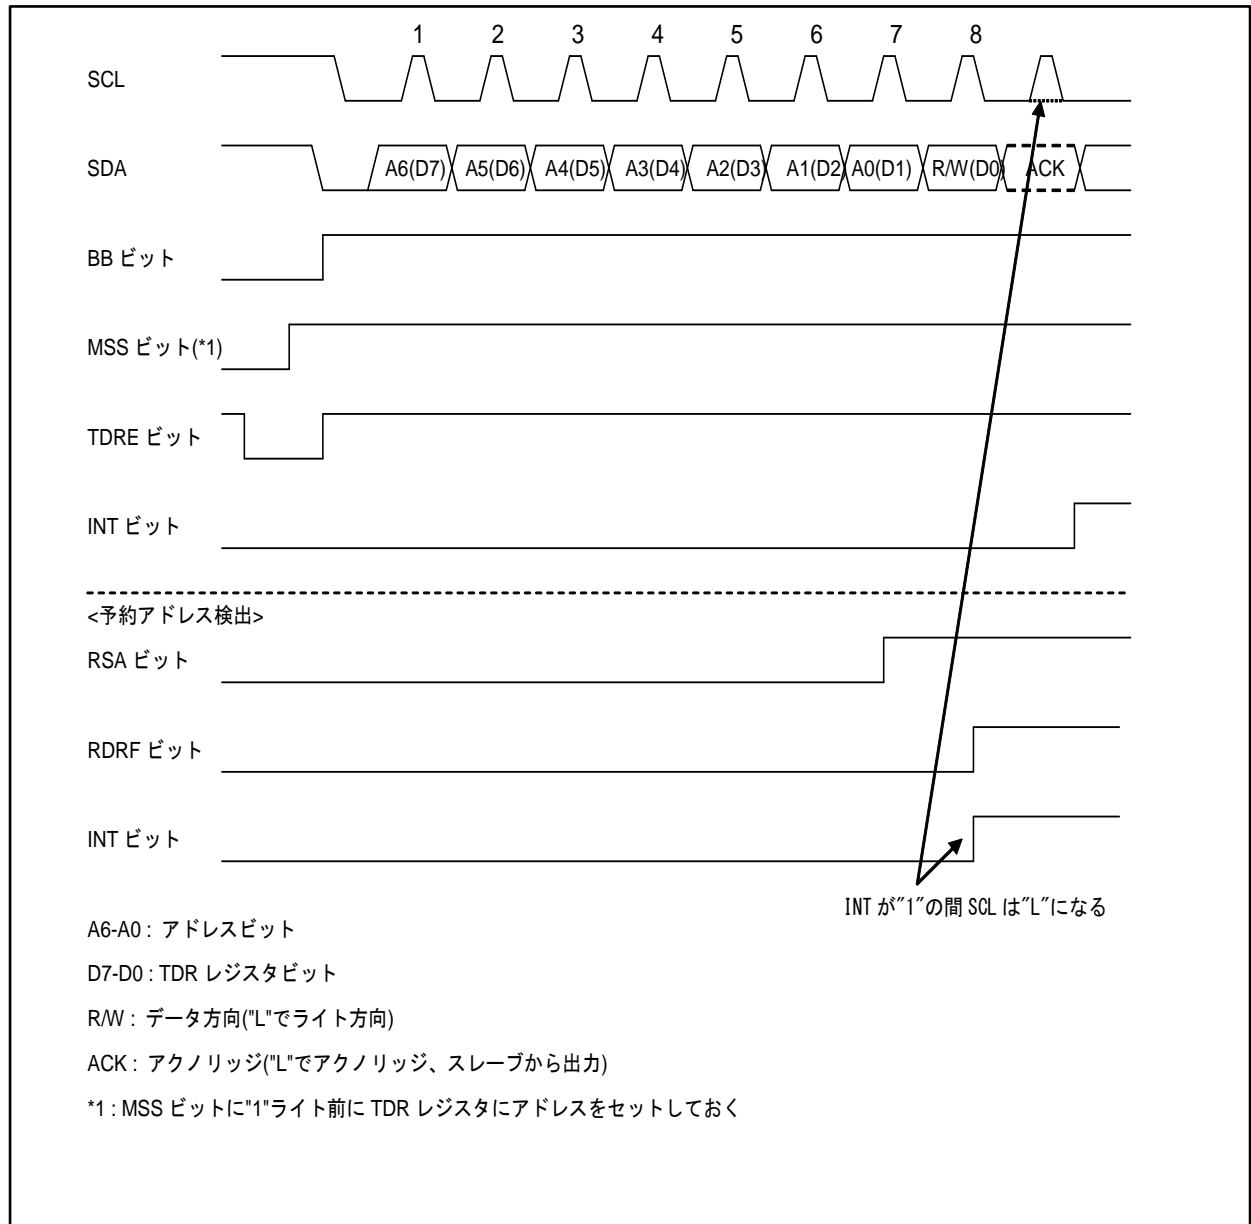 1 2 3 4 5 6 7 8
SCL
SDA A6(D7) A5(D6) A4(D5) A3(D4) A2(D3) A1(D2) A0(D1) R/W(D0) ACK
BB ビット
MSS ビット(*1)
TDRE ビット
INT ビット
<予約アドレス検出>
RSA ビット
RDRF ビット
INT ビット
INT が"1"の間 SCL は"L"になる
A6-A0 : アドレスビット
D7-D0 : TDR レジスタビット
R/W : データ方向("L"でライト方向)
ACK : アクノリッジ("L"でアクノリッジ、スレーブから出力)
*1 : MSS ビットに"1"ライト前に TDR レジスタにアドレスをセットしておく